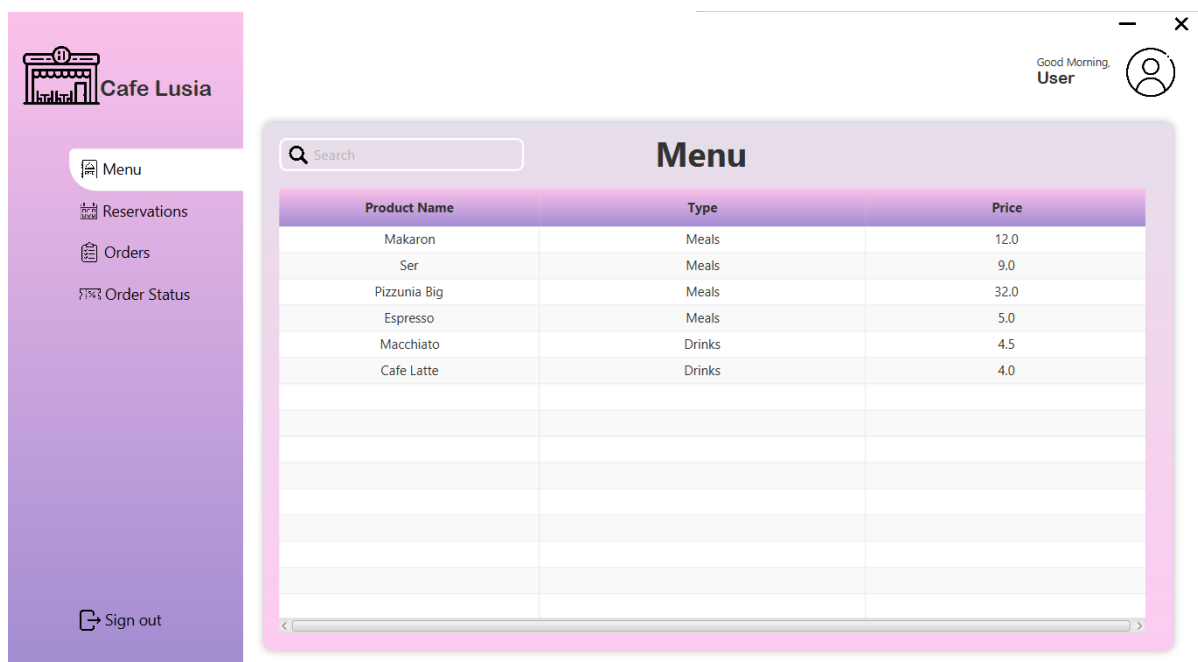 Cafe Lusia
Good Morning,
User
Menu
Reservations
Orders
Order Status
Sign out
Search
Menu
Product Name Type Price
Makaron Meals 12.0
Ser Meals 9.0
Pizzunia Big Meals 32.0
Espresso Meals 5.0
Macchiato Drinks 4.5
Cafe Latte Drinks 4.0